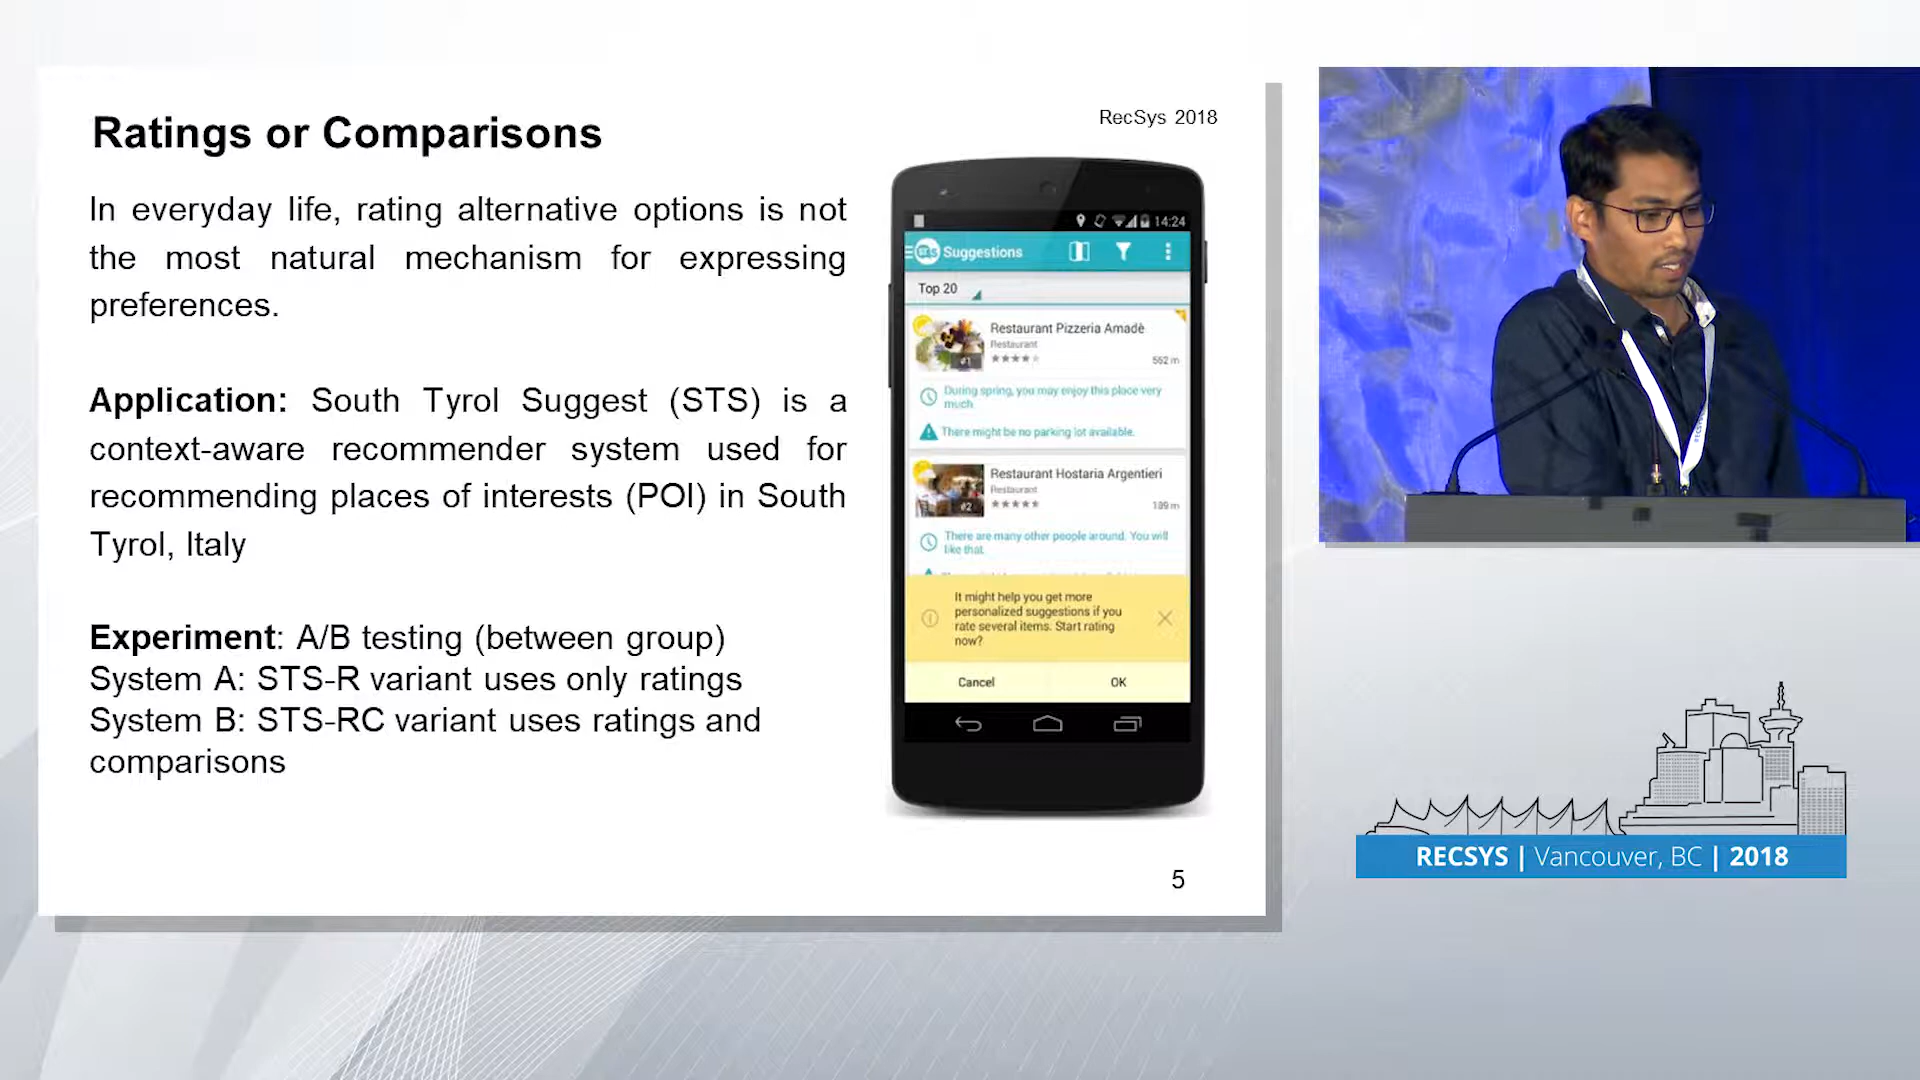 Ratings or Comparisons
RecSys 2018
In everyday life, rating alternative options is not
the most natural mechanism for expressing
preferences.
Application: South Tyrol Suggest (STS) is a
context-aware recommender system used for
recommending places of interests (POI) in South
Tyrol, Italy
Experiment: A/B testing (between group)
System A: STS-R variant uses only ratings
System B: STS-RC variant uses ratings and
comparisons
14:24
Suggestions
Top 20
Restaurant Pizzeria Amadè
Restaurant
#1
552 m
During spring, you may enjoy this place very
much
There might be no parking lot available.
Restaurant Hostaria Argentieri
Restaurant
#2
189 m
There are many other people around. You will
like that.
It might help you get more
personalized suggestions if you
rate several items. Start rating
now?
Cancel
OK
5
RECSYS | Vancouver, BC | 2018